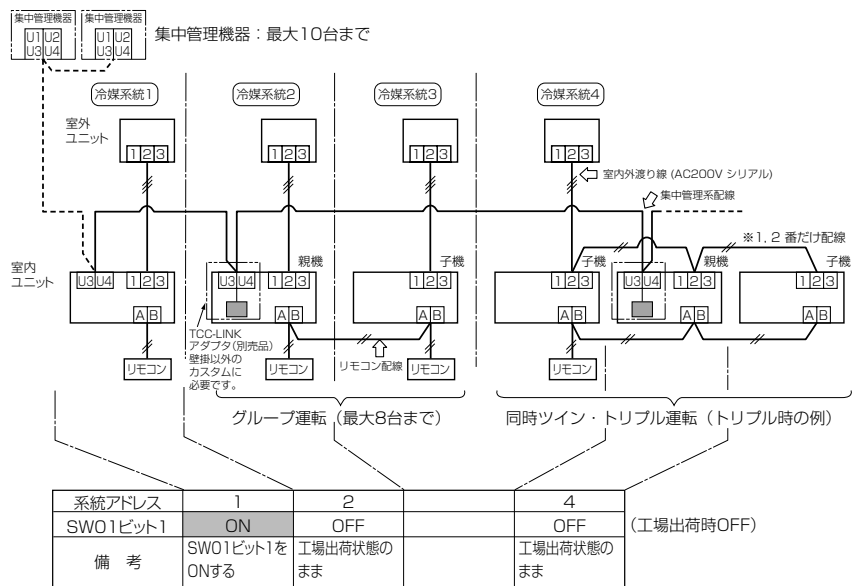 集中管理機器 集中管理機器
U1 U2 U1 U2
U3 U4 U3 U4
集中管理機器：最大10台まで
冷媒系統1 冷媒系統2 冷媒系統3 冷媒系統4
室外
ユニット
1 2 3 1 2 3 1 2 3 1 2 3
室内外渡り線 (AC200V シリアル)
集中管理系配線
※1, 2 番だけ配線
室内
ユニット
親機 子機 子機 親機 子機
U3 U4 1 2 3 U3 U4 1 2 3 1 2 3 1 2 3 U3 U4 1 2 3 1 2 3
A B A B A B A B A B A B
TCC-LINK
アダプタ(別売品)
壁掛以外の
カスタムに
必要です。
リモコン配線
リモコン リモコン リモコン リモコン
グループ運転（最大8台まで） 同時ツイン・トリプル運転（トリプル時の例）
系統アドレス 1 2 4
SW01ビット1 ON OFF OFF (工場出荷時OFF)
備 考 SW01ビット1を 工場出荷状態の 工場出荷状態の
ONする まま まま